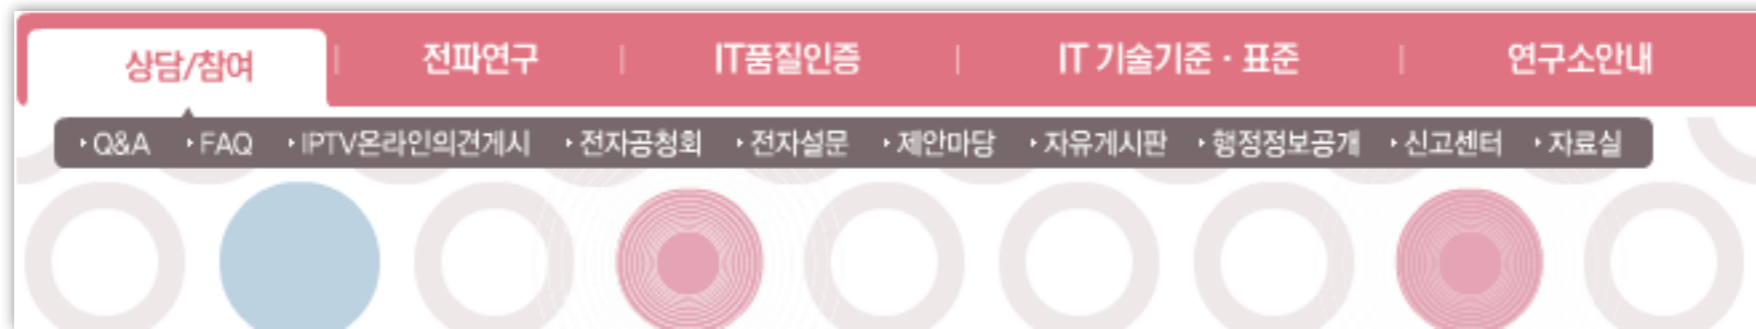 상담/참여 | 전파연구 | IT품질인증 | IT 기술기준 · 표준 | 연구소안내
Q&A FAQ IPTV온라인의견게시 전자공청회 전자설문 제안마당 자유게시판 행정정보공개 신고센터 자료실